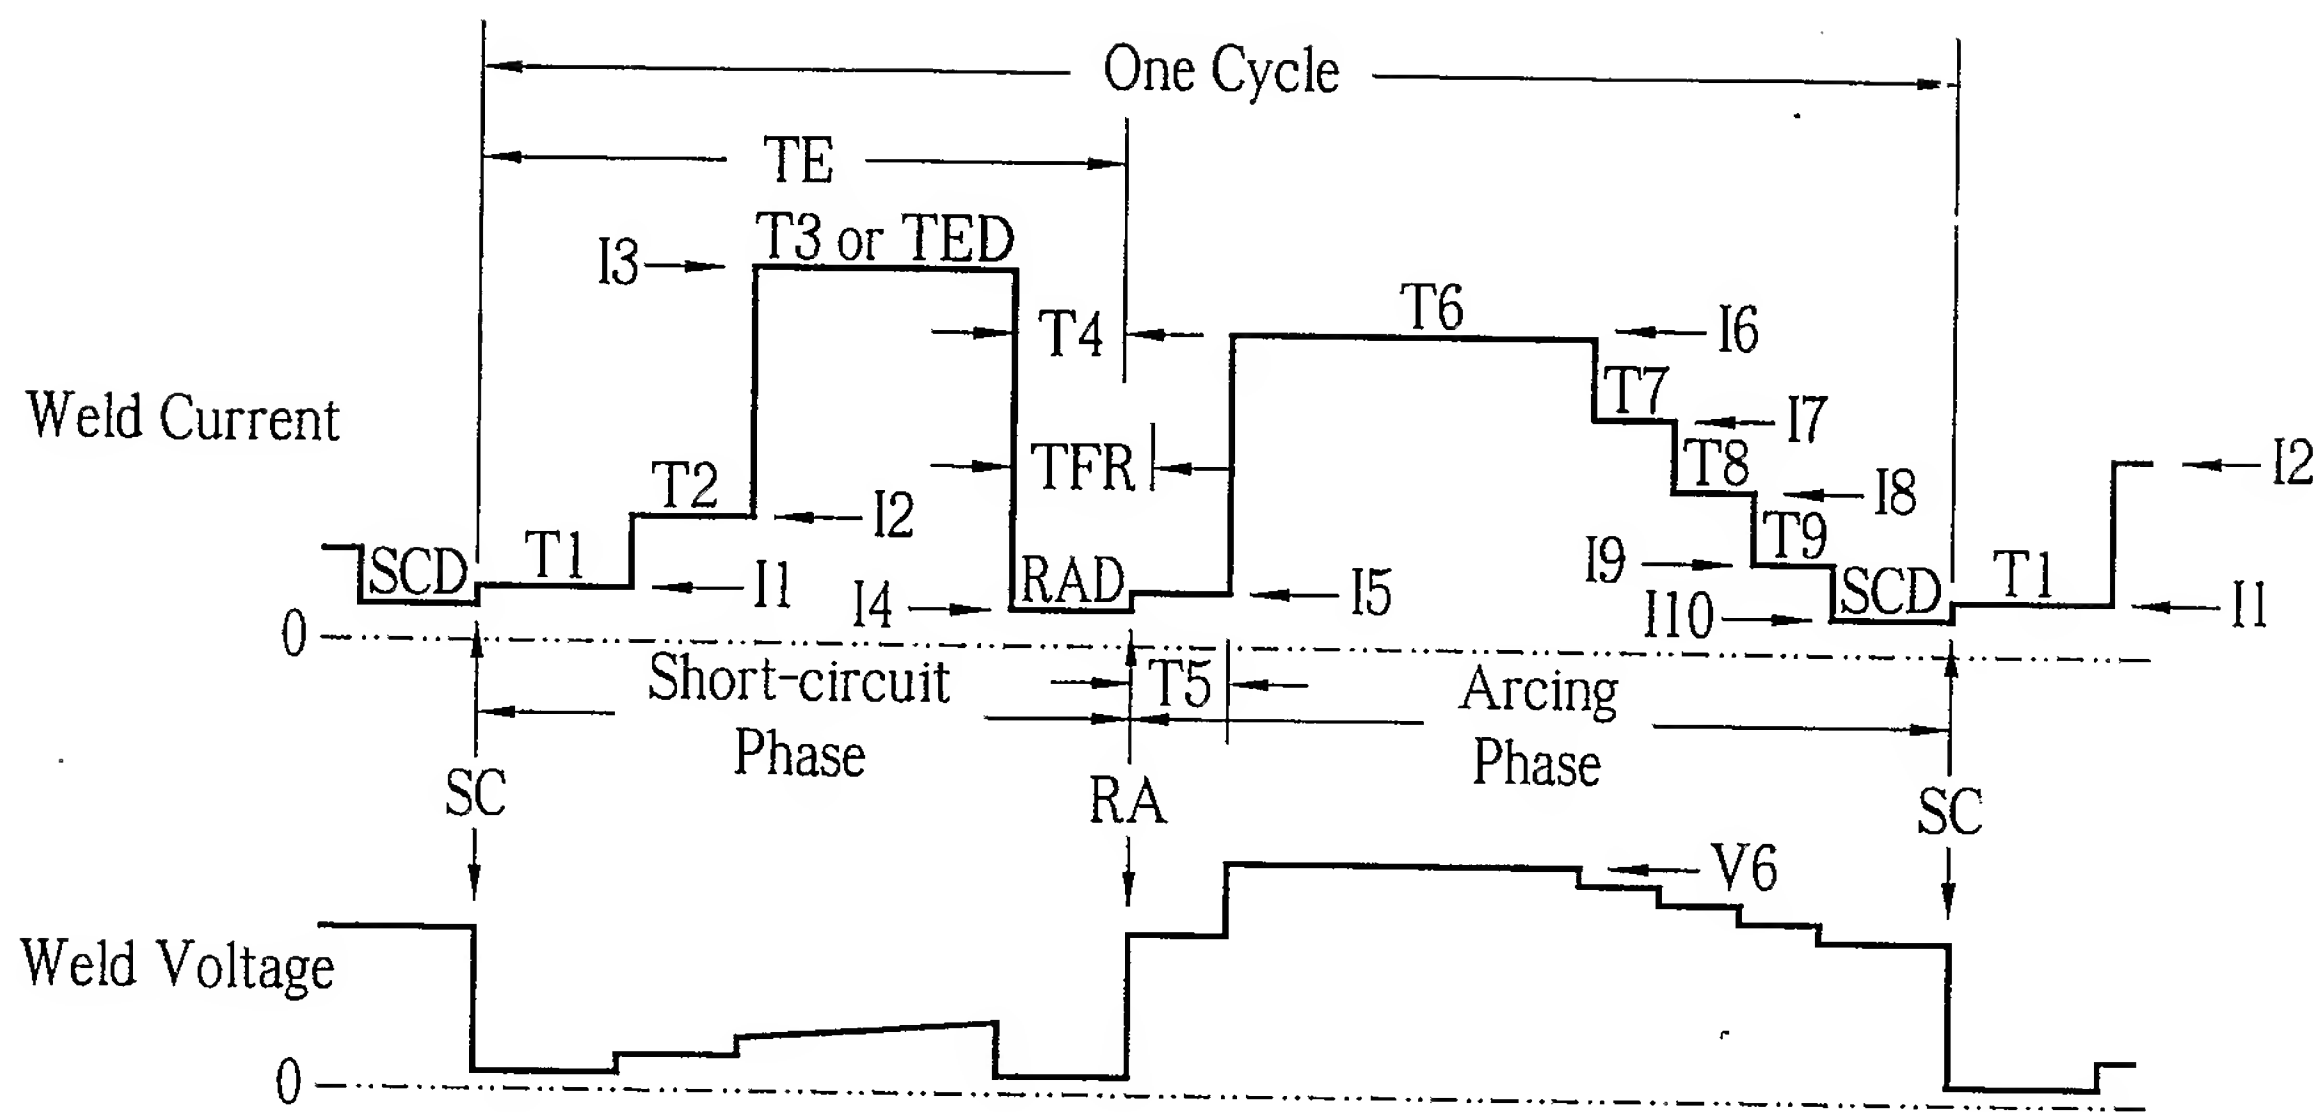 One Cycle
TE
T3 or TED
I3
T4
T6
I6
Weld Current
T7
I7
TFR
T2
T8
I8
I2
I2
SCD
T1
I1
T9
I9
RAD
I4
I5
SCD
I10
T1
I1
0
Short-circuit
Phase
T5
Arcing
Phase
SC
RA
SC
V6
Weld Voltage
0